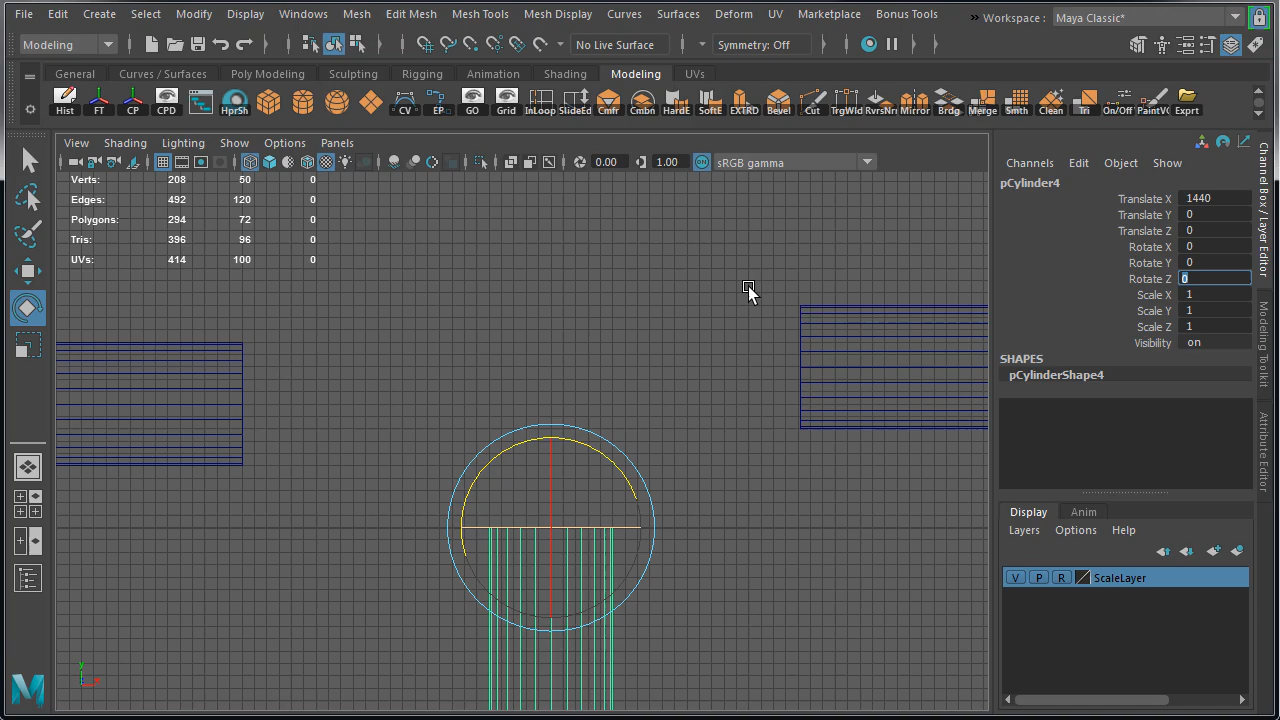 File Edit Create Select Modify Display Windows Mesh Edit Mesh Mesh Tools Mesh Display Curves Surfaces Deform UV Marketplace Bonus Tools » Workspace : Maya Classic*
Modeling No Live Surface Symmetry: Off
General Curves / Surfaces Poly Modeling Sculpting Rigging Animation Shading Modeling UVs
Hist FT CP CPD HprSh CV EP GO GO InLoop SlideEd Cmfr Cmbn HardE SoftE EXTRD Bevel Cut TrgWld RvrsNrr Mirror Brdg Merge Smth Clean Tri On/Off PaintVC Exprt
Hist Grid
View Shading Lighting Show Options Panels
0.00 1.00 ON sRGB gamma
Verts: 208 50 0
Edges: 492 120 0
Polygons: 294 72 0
Tris: 396 96 0
UVs: 414 100 0
y
Channels Edit Object Show
pCylinder4
Translate X 1440
Translate Y 0
Translate Z 0
Rotate X 0
Rotate Y 0
Rotate Z 0
Scale X 1
Scale Y 1
Scale Z 1
Visibility on
SHAPES
pCylinderShape4
Display Anim
Layers Options Help
V P R ScaleLayer
Channel Box / Layer Editor
Modeling Toolkit
Attribute Editor
M